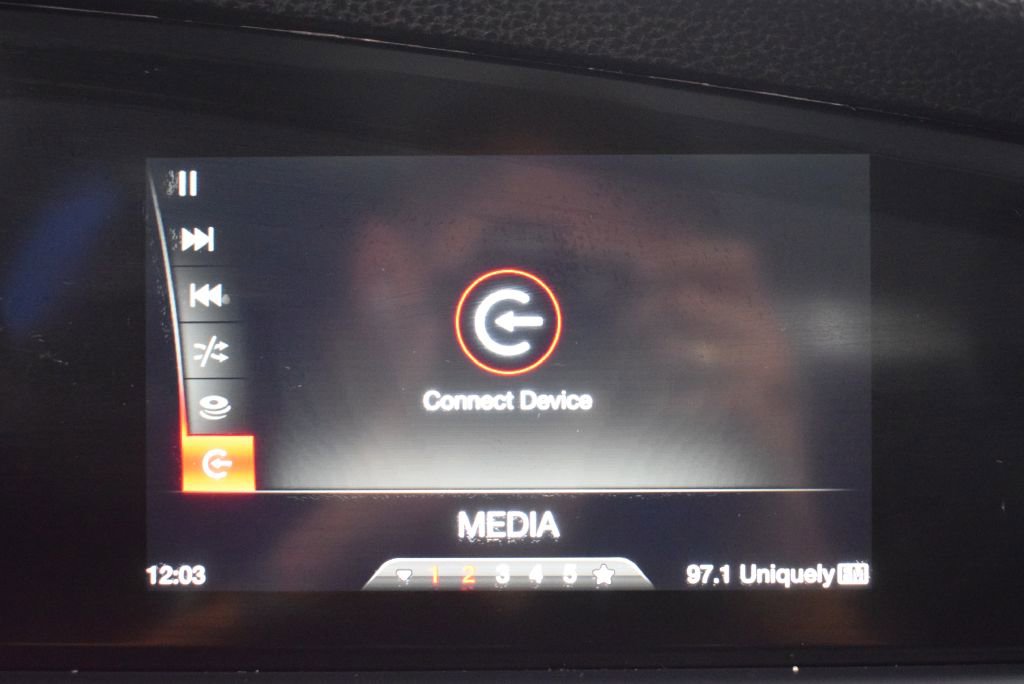 Connect Device
MEDIA
12:03
1 2 3 4 5
97.1 Uniquely FM